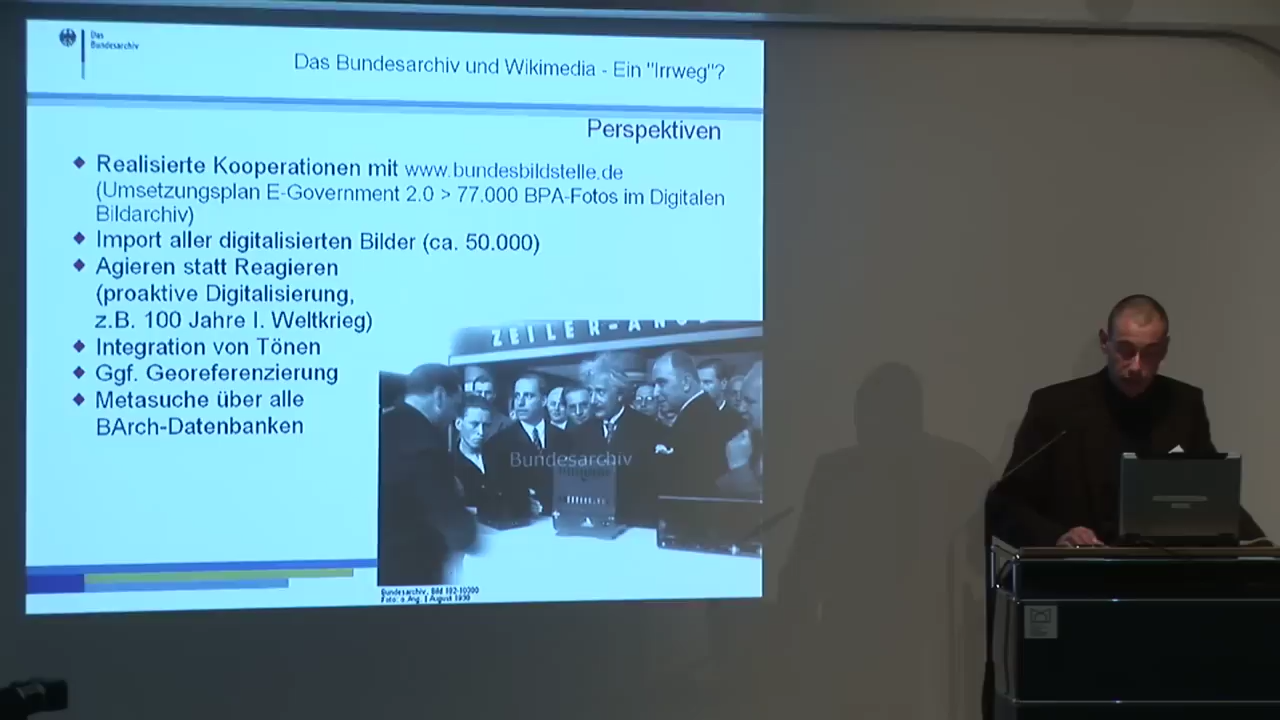 Das
Bundesarchiv
Das Bundesarchiv und Wikimedia - Ein "Irrweg"?
Perspektiven
Realisierte Kooperationen mit www.bundesbildstelle.de
(Umsetzungsplan E-Government 2.0 > 77.000 BPA-Fotos im Digitalen
Bildarchiv)
Import aller digitalisierten Bilder (ca. 50.000)
Agieren statt Reagieren
(proaktive Digitalisierung,
z.B. 100 Jahre I. Weltkrieg)
Integration von Tönen
Ggf. Georeferenzierung
Metasuche über alle
BArch-Datenbanken
Bundesarchiv
Bundesarchiv, Bild
Foto: o.Ang. | August 1930